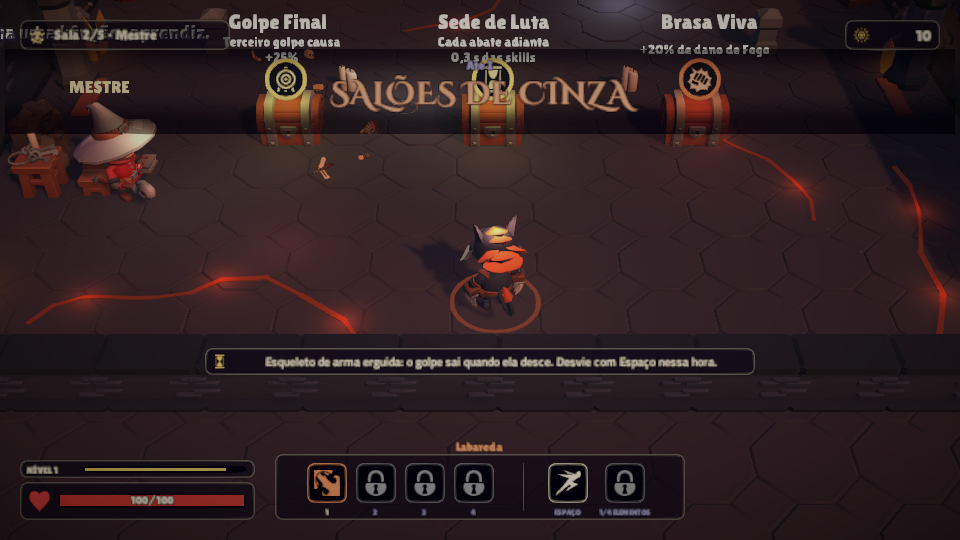 Golpe Final
terceiro golpe causa
+25%
Sede de Luta
Cada abate adianta
0,3 s das skills
Brasa Viva
+20% de dano de Fogo
Sala 2/5 · Mestre
aprendiz.
10
MESTRE
SALÕES DE CINZA
Esqueleto de arma erguida: o golpe sai quando ela desce. Desvie com Espaço nessa hora.
Labareda
NÍVEL 1
100/100
1
2
3
4
ESPAÇO
1/4 ELEMENTOS